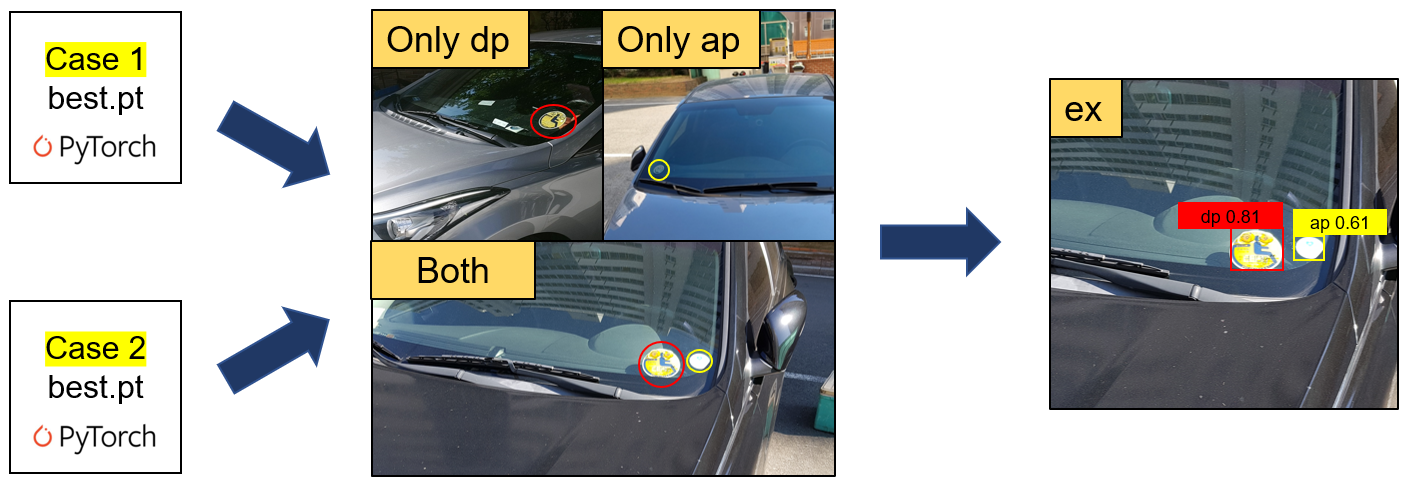 Case 1
best.pt
PyTorch
Case 2
best.pt
PyTorch
Only dp
Only ap
Both
ex
dp 0.81
ap 0.61